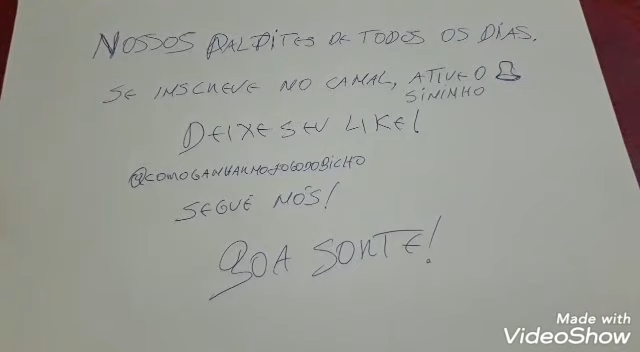 NOSSOS PALPITES DE TODOS OS DIAS.
SE INSCREVE NO CANAL, ATIVE O
SININHO
DEIXE SEU LIKE!
@COMOGANHARNOJOGODOBICHO
SEGUE NÓS!
BOA SORTE!
Made with
VideoShow